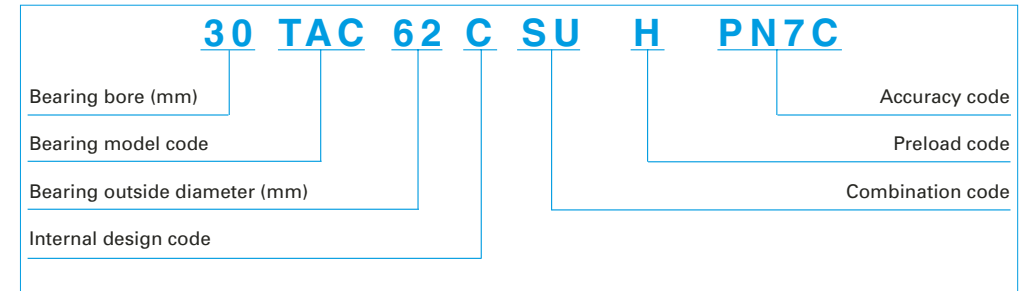 30 TAC 62 C SU H PN7C
Bearing bore (mm)
Accuracy code
Bearing model code
Preload code
Bearing outside diameter (mm)
Combination code
Internal design code